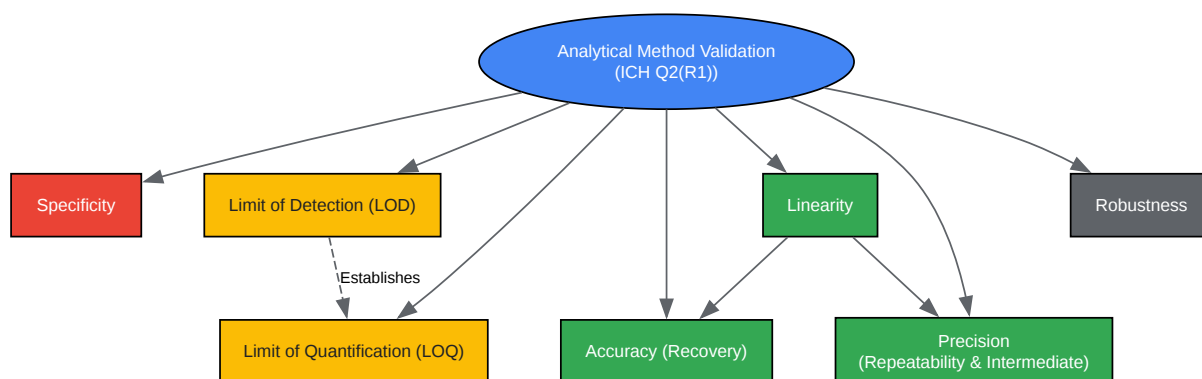 Analytical Method Validation
(ICH Q2(R1))
Specificity
Limit of Detection (LOD)
Linearity
Robustness
Establishes
Limit of Quantification (LOQ)
Accuracy (Recovery)
Precision
(Repeatability & Intermediate)